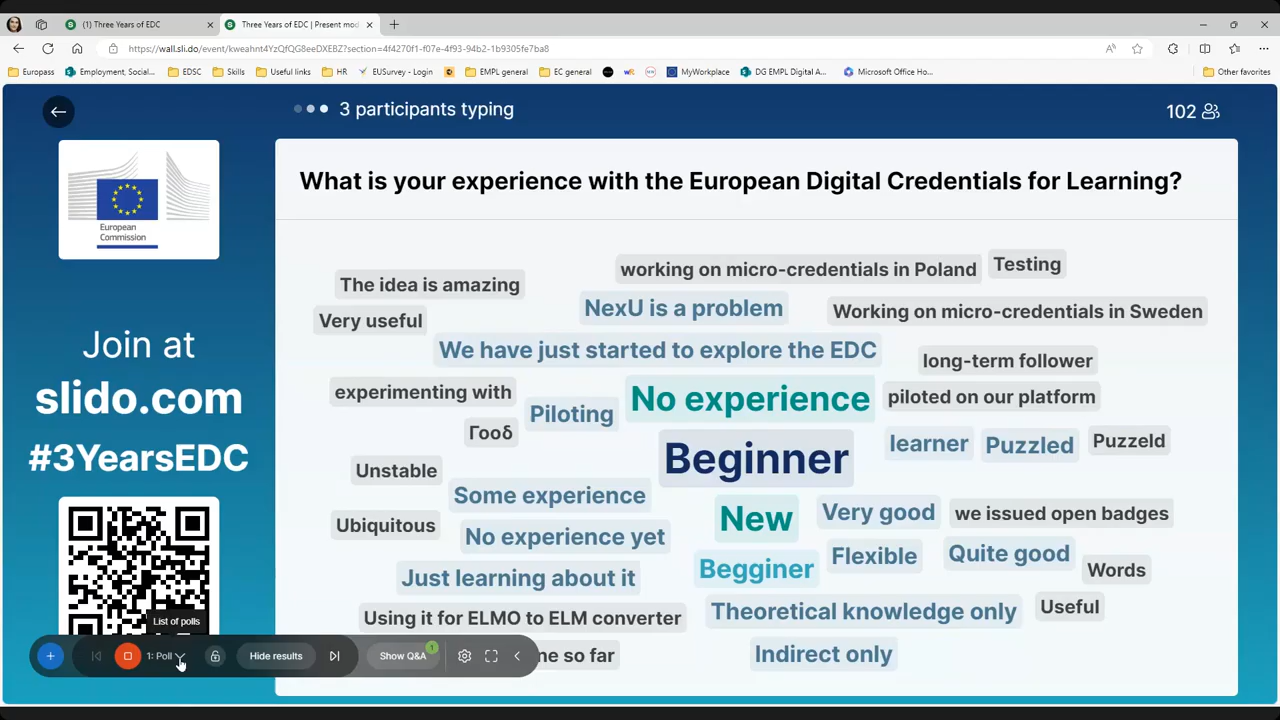 (1) Three Years of EDC
Three Years of EDC | Present mod
https://wall.sli.do/event/kweahnt4YzQfQG8eeDXEBZ?section=4f4270f1-f07e-4f93-94b2-1b9305fe7ba8
Europass
Employment, Social...
EDSC
Skills
Useful links
HR
EUSurvey - Login
EMPL general
EC general
MyWorkplace
DG EMPL Digital A...
Microsoft Office Ho...
Other favorites
3 participants typing
102
European
Commission
Join at
slido.com
#3YearsEDC
What is your experience with the European Digital Credentials for Learning?
working on micro-credentials in Poland
Testing
The idea is amazing
NexU is a problem
Working on micro-credentials in Sweden
Very useful
We have just started to explore the EDC
long-term follower
experimenting with
No experience
piloted on our platform
Piloting
Γοοδ
learner
Puzzled
Puzzeld
Beginner
Unstable
Some experience
New
Very good
we issued open badges
Ubiquitous
No experience yet
Flexible
Quite good
Begginer
Words
Just learning about it
Using it for ELMO to ELM converter
Theoretical knowledge only
Useful
ne so far
Indirect only
List of polls
1: Poll
Hide results
Show Q&A
1